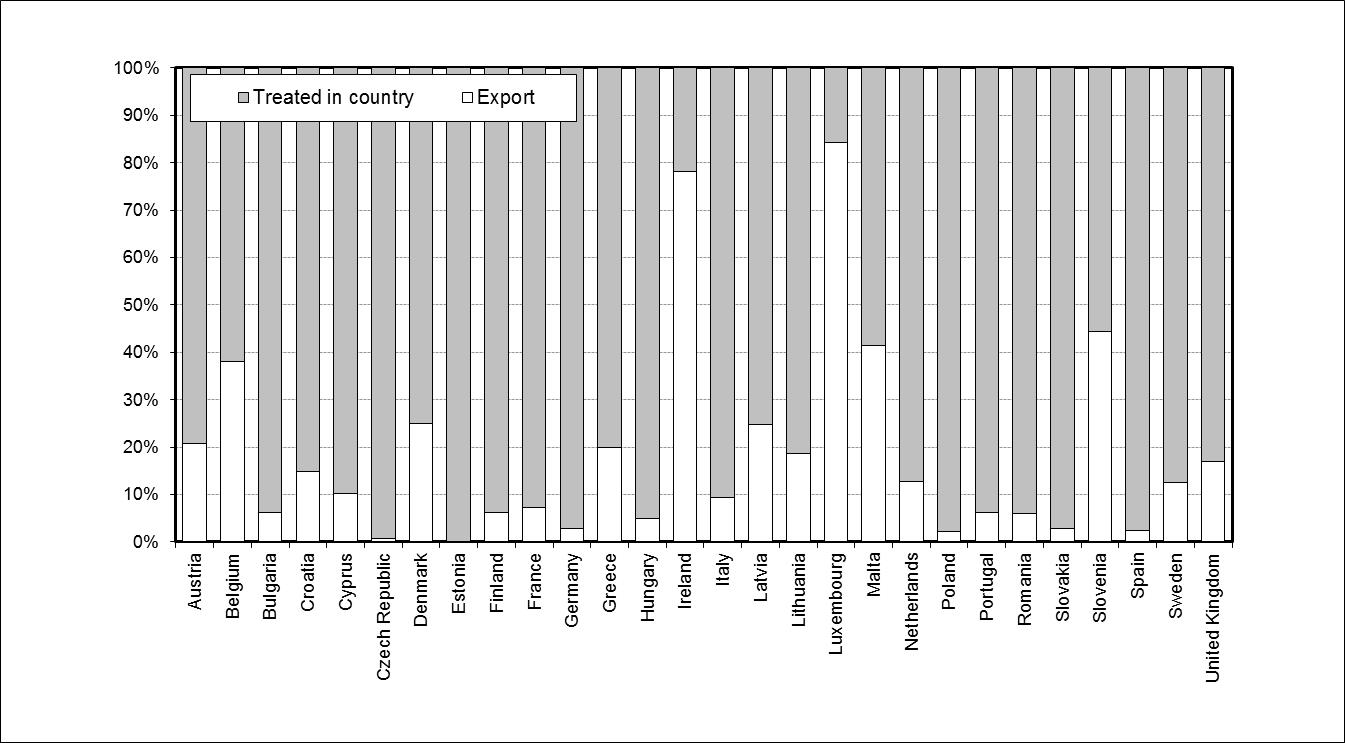 100%
90%
80%
70%
60%
50%
40%
30%
20%
10%
0%
Treated in country
Export
Austria
Belgium
Bulgaria
Croatia
Cyprus
Czech Republic
Denmark
Estonia
Finland
France
Germany
Greece
Hungary
Ireland
Italy
Latvia
Lithuania
Luxembourg
Malta
Netherlands
Poland
Portugal
Romania
Slovakia
Slovenia
Spain
Sweden
United Kingdom